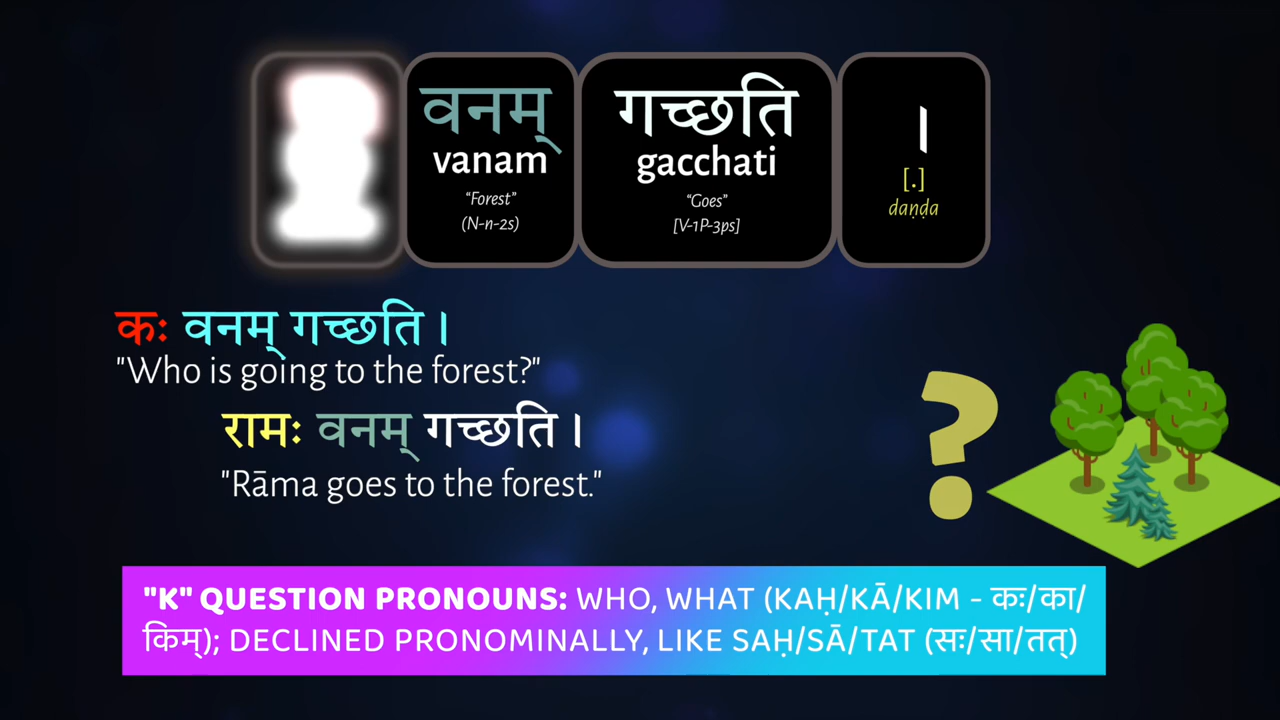 वनम् गच्छति ।
vanam gacchati [.]
"Forest" "Goes" daṇḍa
(N-n-2s) [V-1P-3ps]
कः वनम् गच्छति ।
"Who is going to the forest?"
रामः वनम् गच्छति ।
"Rāma goes to the forest."
?
"K" QUESTION PRONOUNS: WHO, WHAT (KAḤ/KĀ/KIM - कः/का/
किम्); DECLINED PRONOMINALLY, LIKE SAḤ/SĀ/TAT (सः/सा/तत्)